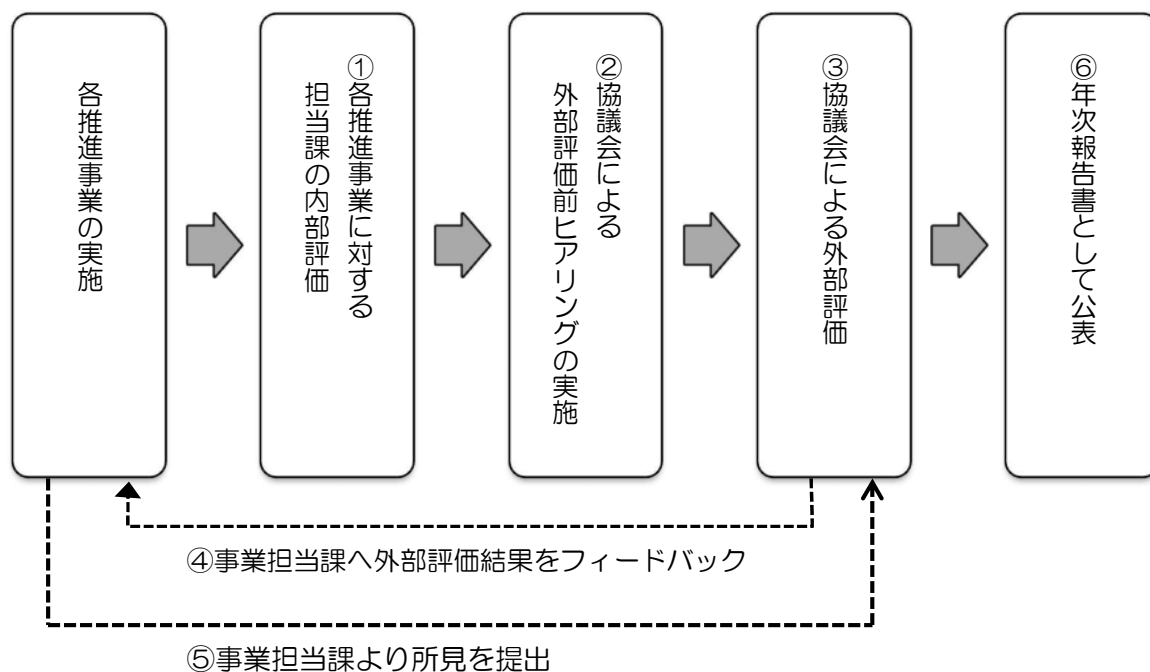 各推進事業の実施
①各推進事業に対する
担当課の内部評価
②協議会による
外部評価前ヒアリングの実施
③協議会による外部評価
⑥年次報告書として公表
④事業担当課へ外部評価結果をフィードバック
⑤事業担当課より所見を提出